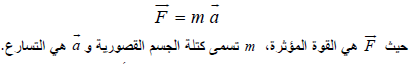 F⃗ = m a⃗
حيث F⃗ هي القوة المؤثرة، m تسمى كتلة الجسم القصورية و a⃗ هي التسارع.